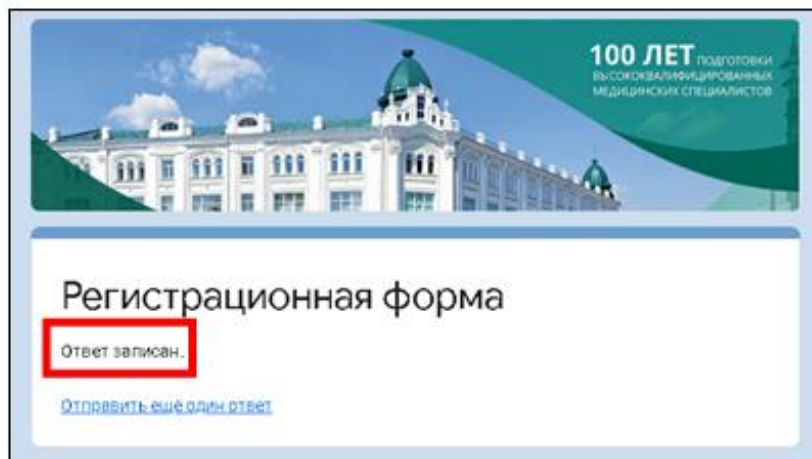 100 ЛЕТ ПОДГОТОВКИ
ВЫСОКОКВАЛИФИЦИРОВАННЫХ
МЕДИЦИНСКИХ СПЕЦИАЛИСТОВ
Регистрационная форма
Ответ записан.
Отправить ещё один ответ